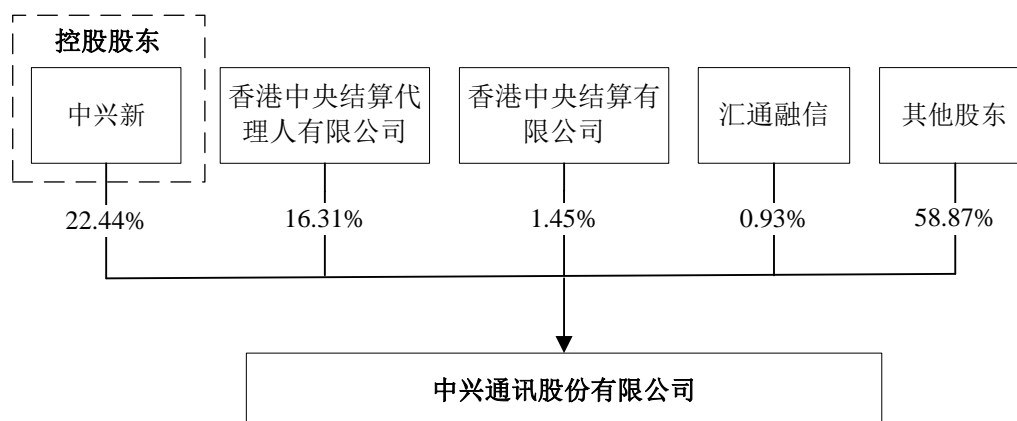 控股股东
中兴新
香港中央结算代
理人有限公司
香港中央结算有
限公司
汇通融信
其他股东
22.44%
16.31%
1.45%
0.93%
58.87%
中兴通讯股份有限公司